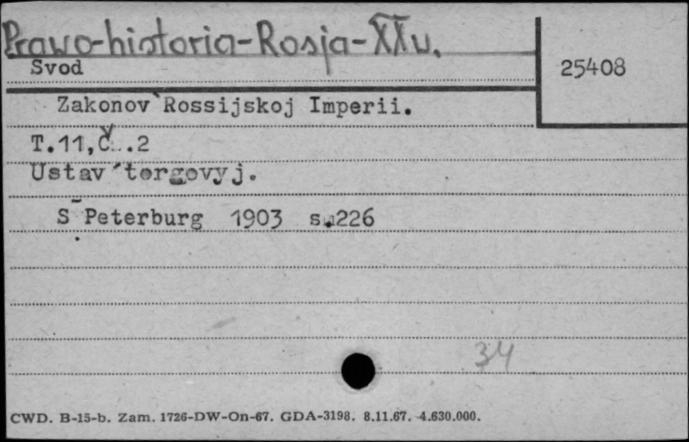 Prawo-historia-Rosja-XXw.
Svod
25408
Zakonov Rossijskoj Imperii.
T.11,Č..2
Ustav torgovyj.
S Peterburg 1903 s.226
34
CWD. B-15-b. Zam. 1726-DW-On-67. GDA-3198. 8.11.67. 4.630.000.